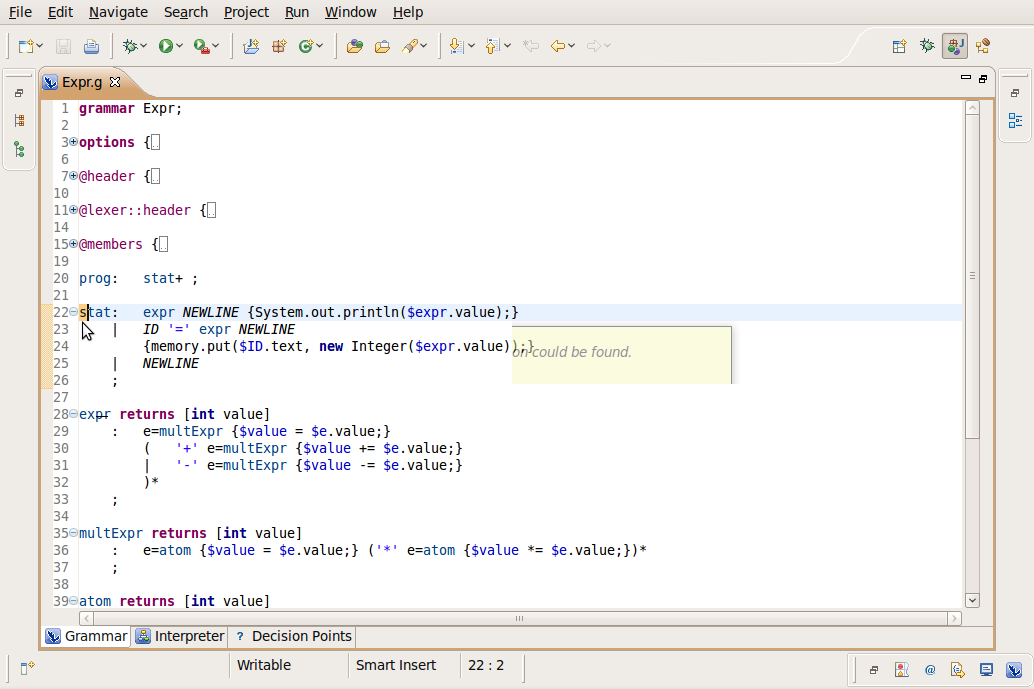 File Edit Navigate Search Project Run Window Help
Expr.g
1 grammar Expr;
2
3 options {..
6
7 @header {..
10
11 @lexer::header {..
14
15 @members {..
19
20 prog:   stat+ ;
21
22 stat:   expr NEWLINE {System.out.println($expr.value);}
23     |   ID '=' expr NEWLINE
24         {memory.put($ID.text, new Integer($expr.value));}
on could be found.
25     |   NEWLINE
26     ;
27
28 expr returns [int value]
29     :   e=multExpr {$value = $e.value;}
30         (   '+' e=multExpr {$value += $e.value;}
31         |   '-' e=multExpr {$value -= $e.value;}
32         )*
33     ;
34
35 multExpr returns [int value]
36     :   e=atom {$value = $e.value;} ('*' e=atom {$value *= $e.value;})*
37     ;
38
39 atom returns [int value]
Grammar Interpreter ? Decision Points
Writable Smart Insert 22 : 2